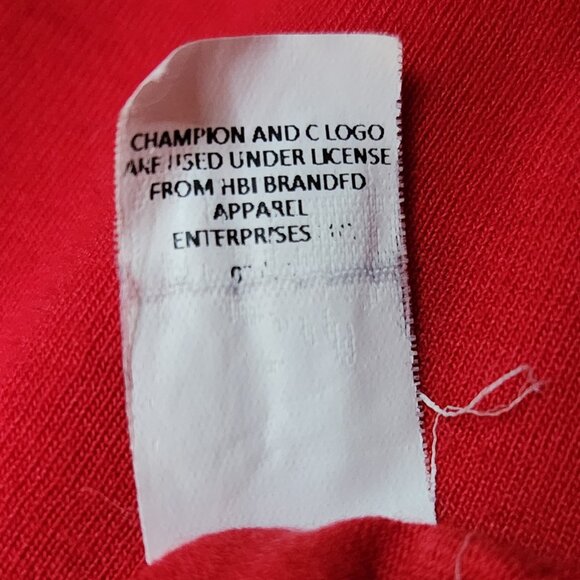 CHAMPION AND C LOGO
ARE USED UNDER LICENSE
FROM HBI BRANDED
APPAREL
ENTERPRISES